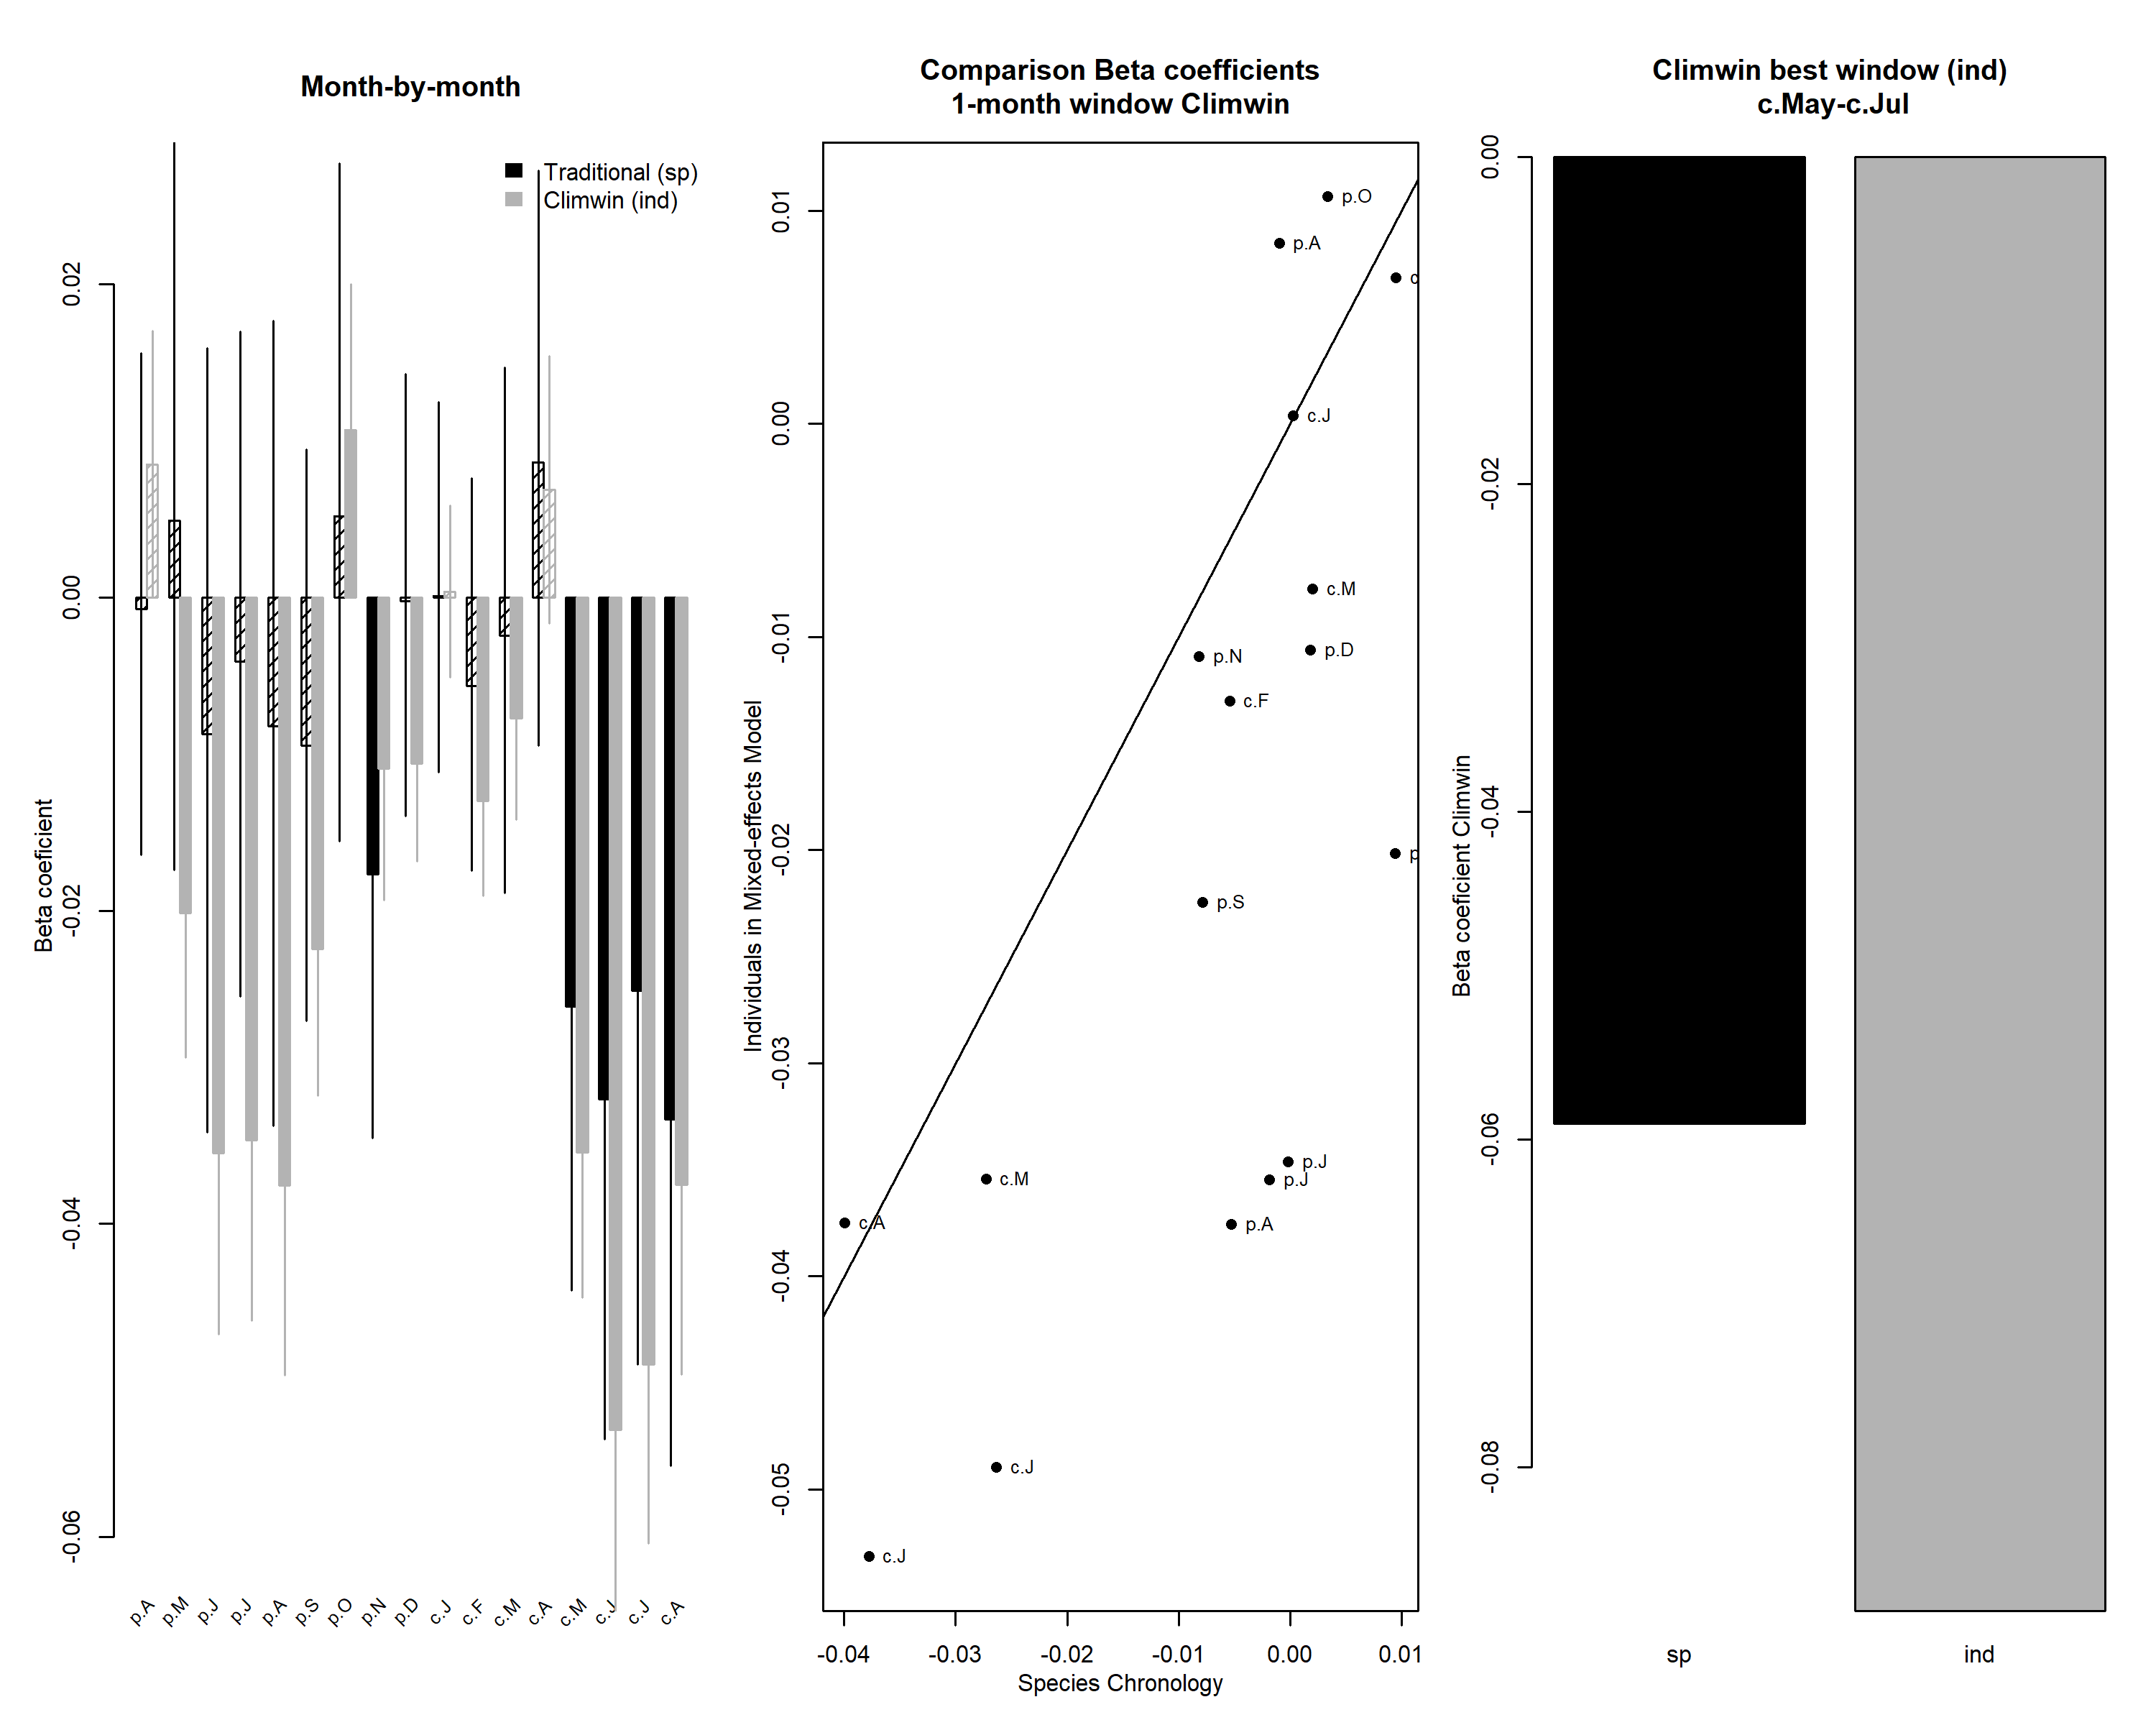 Month-by-month
Traditional (sp)
Climwin (ind)
Beta coeficient
0.02
0.00
-0.02
-0.04
-0.06
p.A
p.M
p.J
p.J
p.A
p.S
p.O
p.N
p.D
c.J
c.F
c.M
c.A
c.M
c.J
c.J
c.A
Comparison Beta coefficients
1-month window Climwin
Individuals in Mixed-effects Model
0.01
0.00
-0.01
-0.02
-0.03
-0.04
-0.05
p.O
p.A
c
c.J
c.M
p.D
p.N
c.F
p
p.S
p.J
p.J
c.M
p.A
c.A
c.J
c.J
-0.04 -0.03 -0.02 -0.01 0.00 0.01
Species Chronology
Climwin best window (ind)
c.May-c.Jul
Beta coeficient Climwin
0.00
-0.02
-0.04
-0.06
-0.08
sp ind